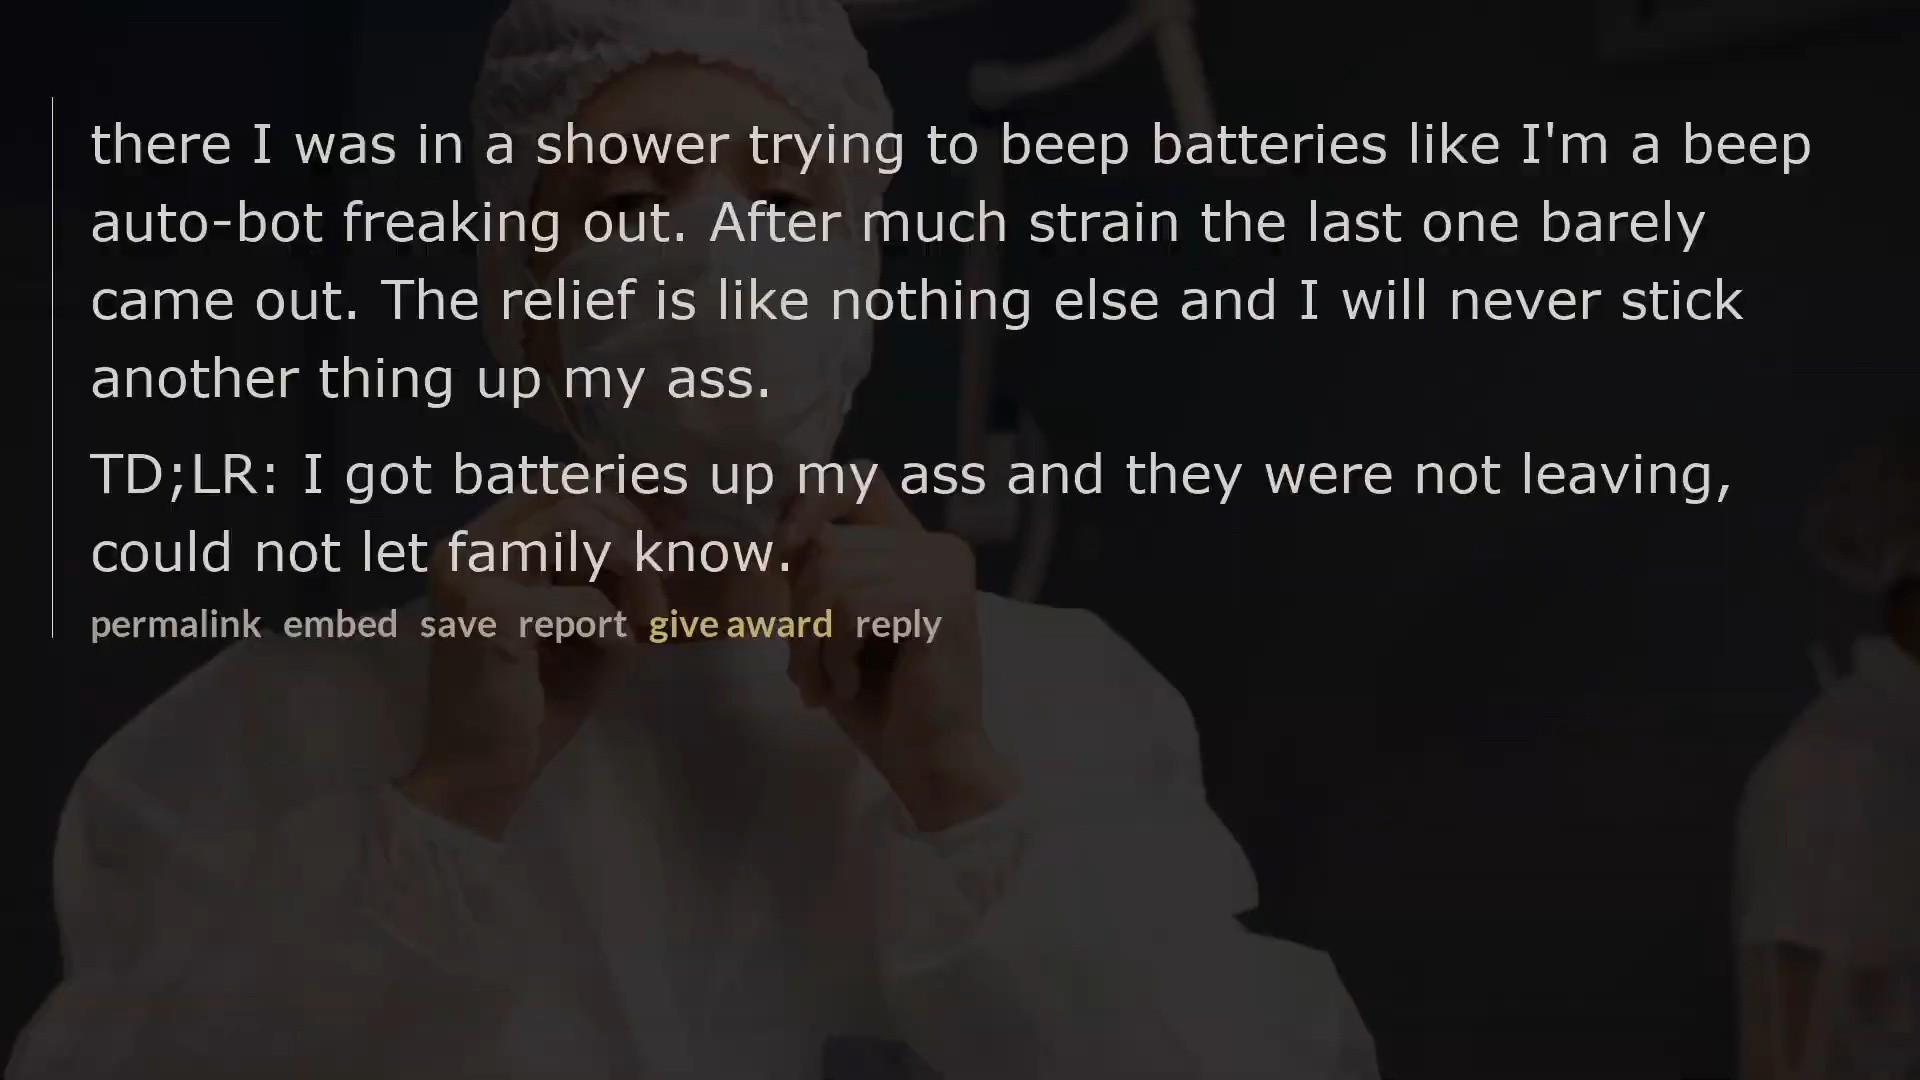 there I was in a shower trying to beep batteries like I'm a beep
auto-bot freaking out. After much strain the last one barely
came out. The relief is like nothing else and I will never stick
another thing up my ass.
TD;LR: I got batteries up my ass and they were not leaving,
could not let family know.
permalink embed save report give award reply